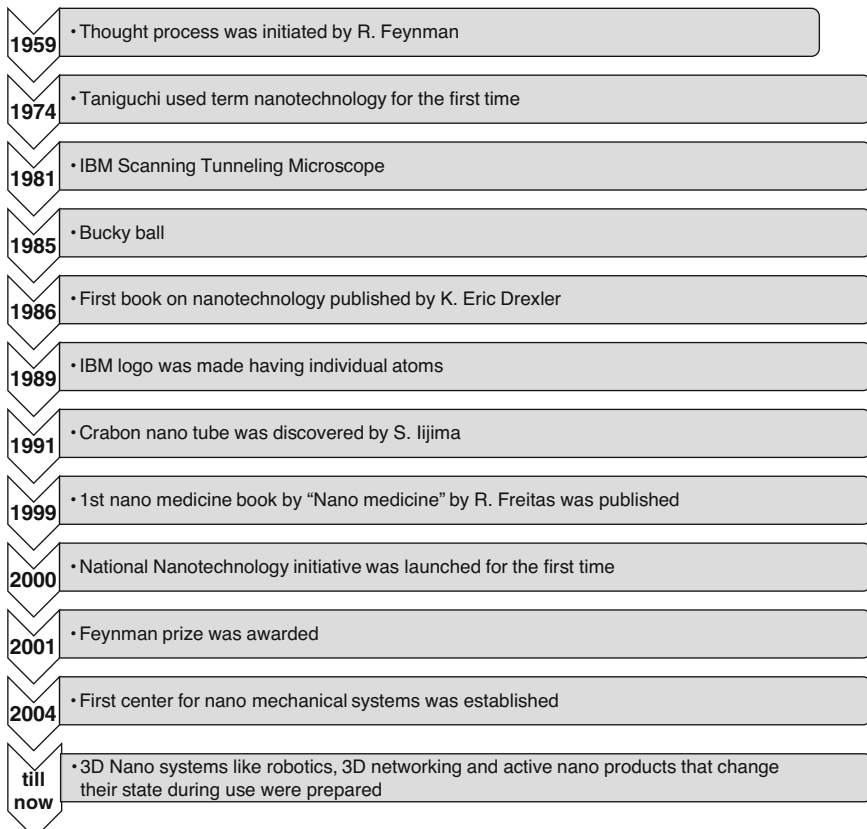 1959
• Thought process was initiated by R. Feynman
1974
• Taniguchi used term nanotechnology for the first time
1981
• IBM Scanning Tunneling Microscope
1985
• Bucky ball
1986
• First book on nanotechnology published by K. Eric Drexler
1989
• IBM logo was made having individual atoms
1991
• Crabon nano tube was discovered by S. Iijima
1999
• 1st nano medicine book by “Nano medicine” by R. Freitas was published
2000
• National Nanotechnology initiative was launched for the first time
2001
• Feynman prize was awarded
2004
• First center for nano mechanical systems was established
till
now
• 3D Nano systems like robotics, 3D networking and active nano products that change
their state during use were prepared